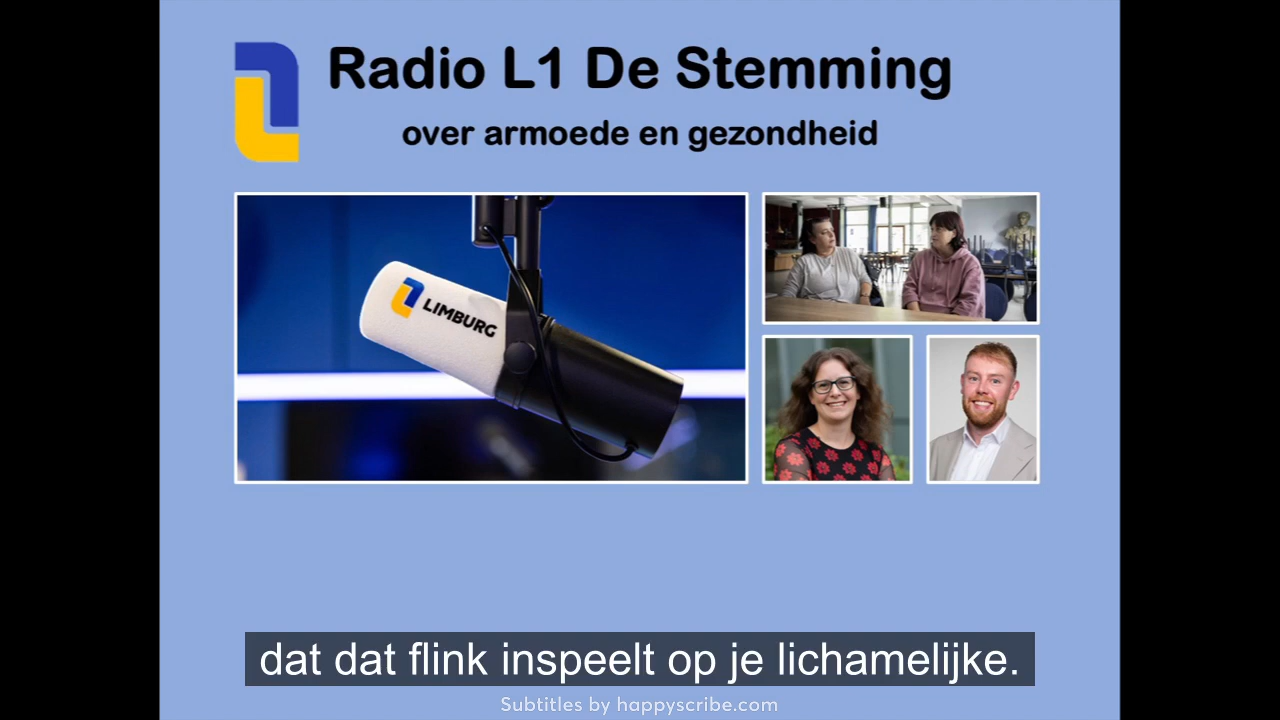 Radio L1 De Stemming
over armoede en gezondheid
LIMBURG
dat dat flink inspeelt op je lichamelijke.
Subtitles by happyscribe.com